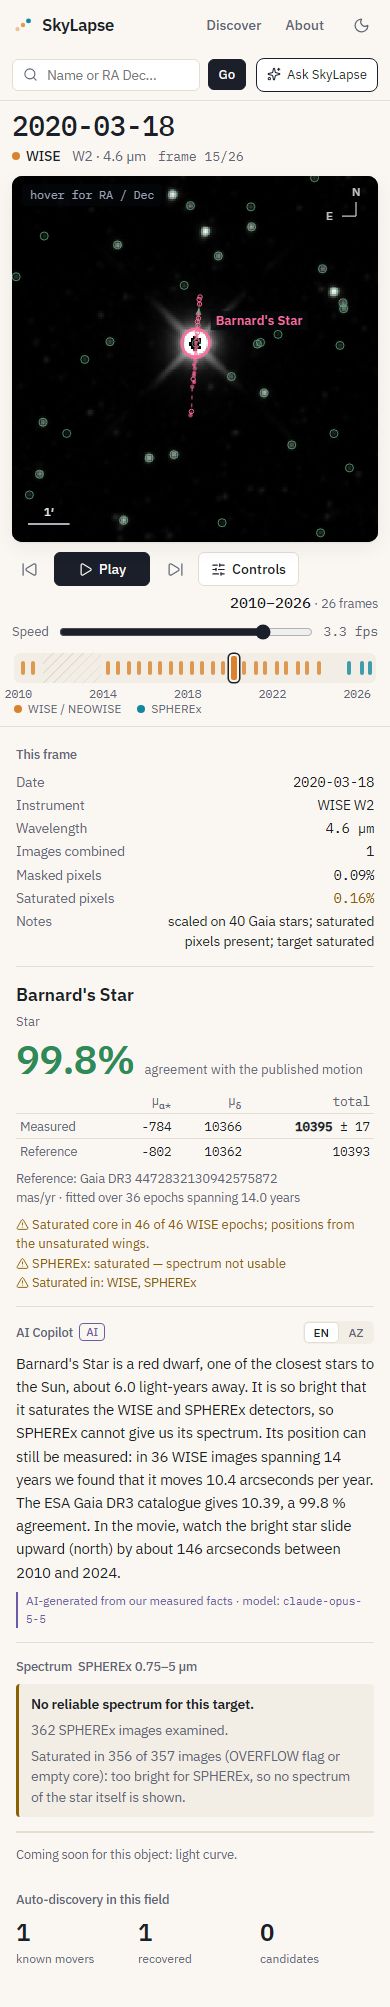 SkyLapse
Discover
About
Name or RA Dec...
Go
Ask SkyLapse
2020-03-18
WISE W2 · 4.6 µm frame 15/26
hover for RA / Dec
N
E
Barnard's Star
1′
Play
Controls
2010–2026 · 26 frames
Speed
3.3 fps
2010 2014 2018 2022 2026
WISE / NEOWISE SPHEREx
This frame
Date 2020-03-18
Instrument WISE W2
Wavelength 4.6 µm
Images combined 1
Masked pixels 0.09%
Saturated pixels 0.16%
Notes scaled on 40 Gaia stars; saturated
pixels present; target saturated
Barnard's Star
Star
99.8% agreement with the published motion
μα* μδ total
Measured -784 10366 10395 ± 17
Reference -802 10362 10393
Reference: Gaia DR3 4472832130942575872
mas/yr · fitted over 36 epochs spanning 14.0 years
Saturated core in 46 of 46 WISE epochs; positions from
the unsaturated wings.
SPHEREx: saturated — spectrum not usable
Saturated in: WISE, SPHEREx
AI Copilot AI
EN AZ
Barnard's Star is a red dwarf, one of the closest stars to
the Sun, about 6.0 light-years away. It is so bright that
it saturates the WISE and SPHEREx detectors, so
SPHEREx cannot give us its spectrum. Its position can
still be measured: in 36 WISE images spanning 14
years we found that it moves 10.4 arcseconds per year.
The ESA Gaia DR3 catalogue gives 10.39, a 99.8 %
agreement. In the movie, watch the bright star slide
upward (north) by about 146 arcseconds between
2010 and 2024.
AI-generated from our measured facts · model: claude-opus-
5-5
Spectrum SPHEREx 0.75–5 µm
No reliable spectrum for this target.
362 SPHEREx images examined.
Saturated in 356 of 357 images (OVERFLOW flag or
empty core): too bright for SPHEREx, so no spectrum
of the star itself is shown.
Coming soon for this object: light curve.
Auto-discovery in this field
1 1 0
known movers recovered candidates